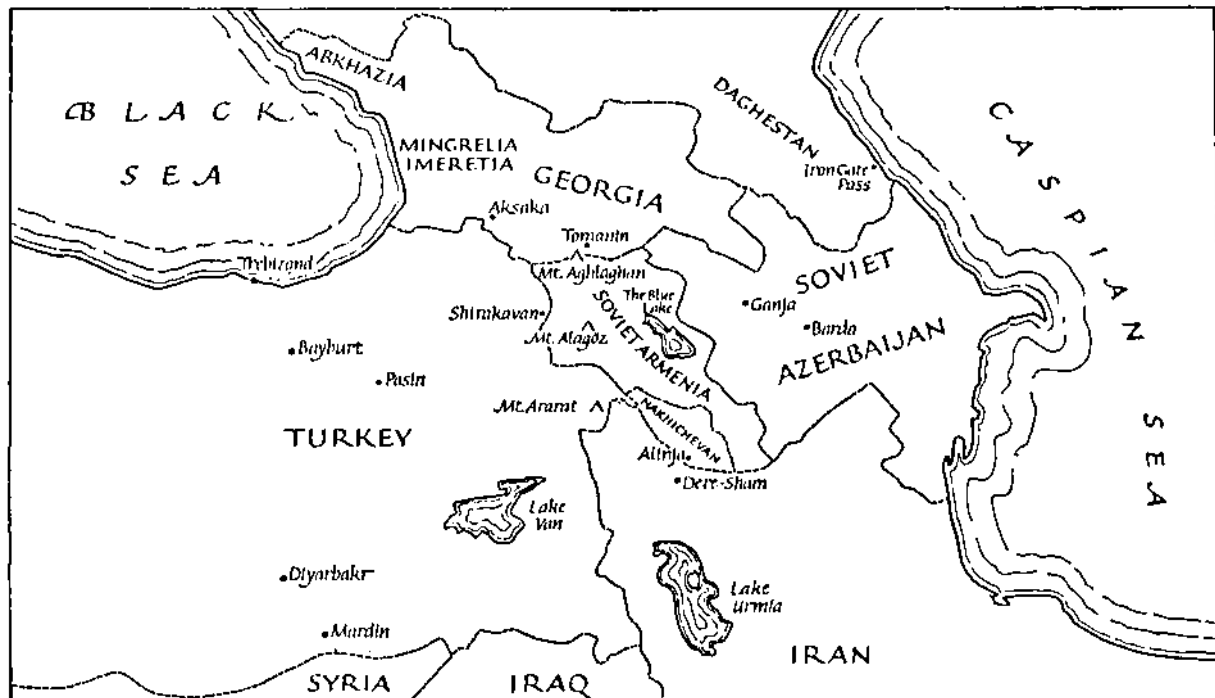 BLACK
SEA
ABKHAZIA
MINGRELIA
IMERETIA
GEORGIA
DAGHESTAN
Iron Gate
Pass
CASPIAN
SEA
Aksaka
Tomanin
Mt. Aghlaghan
Trebizond
Shirakavan
Mt. Alagöz
The Blue
Lake
SOVIET ARMENIA
SOVIET
AZERBAIJAN
Ganja
Barda
Bayburt
Pasin
Mt. Ararat
NAKHICHEVAN
Alinja
Dere-Sham
TURKEY
Lake
Van
Lake
Urmia
Diyarbakr
Mardin
SYRIA
IRAQ
IRAN